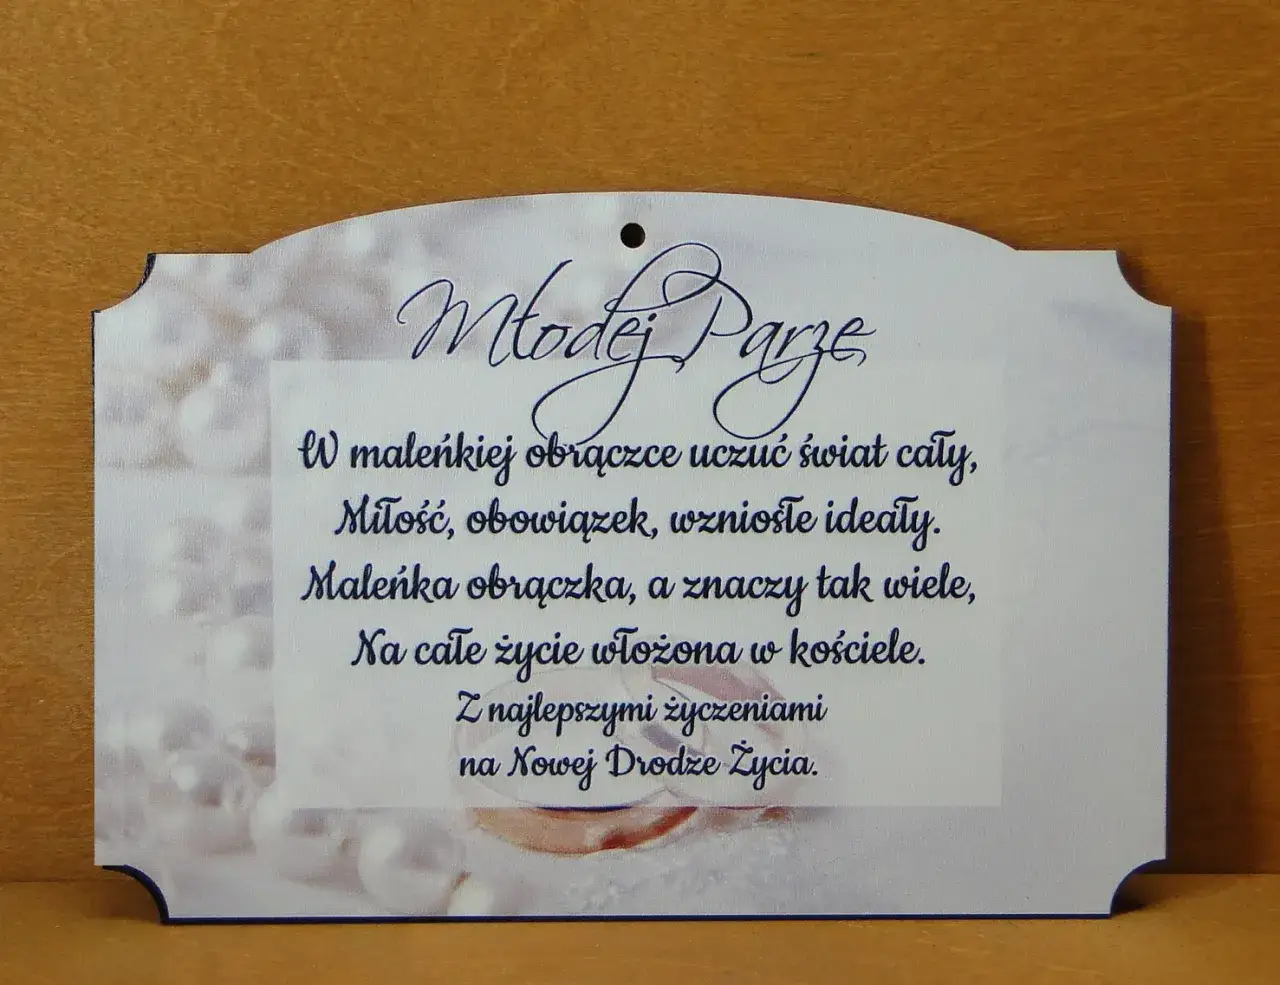 Młodej Parze
W maleńkiej obrączce uczuć świat cały,
Miłość, obowiązek, wzniosłe ideały.
Maleńka obrączka, a znaczy tak wiele,
Na całe życie włożona w kościele.
Z najlepszymi życzeniami
na Nowej Drodze Życia.